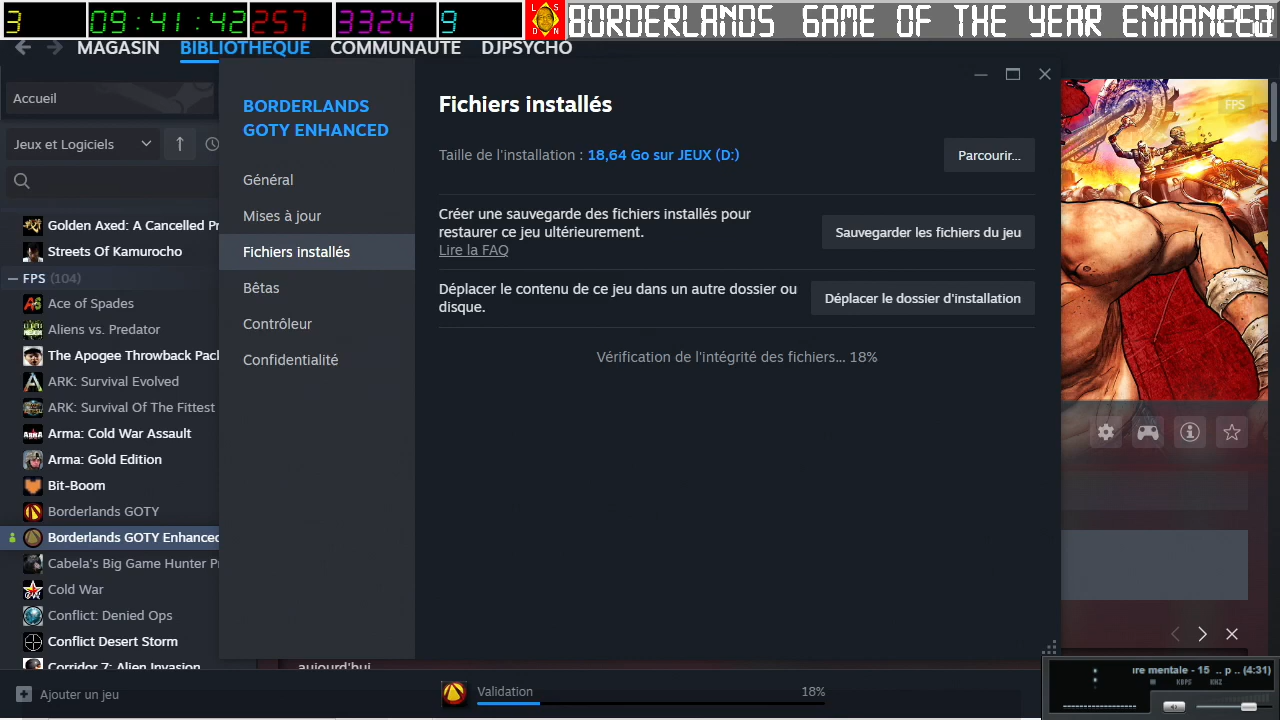 3 09:41:42 257 3324 9 BORDERLANDS GAME OF THE YEAR ENHANCED
MAGASIN BIBLIOTHÈQUE COMMUNAUTÉ DJPSYCHO
Accueil
Jeux et Logiciels
Golden Axed: A Cancelled Pr
Streets Of Kamurocho
FPS (104)
Ace of Spades
Aliens vs. Predator
The Apogee Throwback Pack
ARK: Survival Evolved
ARK: Survival Of The Fittest
Arma: Cold War Assault
Arma: Gold Edition
Bit-Boom
Borderlands GOTY
Borderlands GOTY Enhanced
Cabela's Big Game Hunter Pr
Cold War
Conflict: Denied Ops
Conflict Desert Storm
Corridor 7: Alien Invasion
Ajouter un jeu
BORDERLANDS
GOTY ENHANCED
Général
Mises à jour
Fichiers installés
Bêtas
Contrôleur
Confidentialité
Fichiers installés
Taille de l'installation : 18,64 Go sur JEUX (D:)
Parcourir...
Créer une sauvegarde des fichiers installés pour
restaurer ce jeu ultérieurement.
Lire la FAQ
Sauvegarder les fichiers du jeu
Déplacer le contenu de ce jeu dans un autre dossier ou
disque.
Déplacer le dossier d'installation
Vérification de l'intégrité des fichiers... 18%
FPS
aujourd'hui
Validation 18%
ure mentale - 15 .. p .. (4:31)
KBPS KHZ